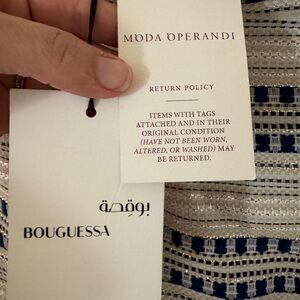 MODA OPERANDI
RETURN POLICY
ITEMS WITH TAGS
ATTACHED AND IN THEIR
ORIGINAL CONDITION
(HAVE NOT BEEN WORN,
ALTERED, OR WASHED) MAY
BE RETURNED.
بوقصة
BOUGUESSA